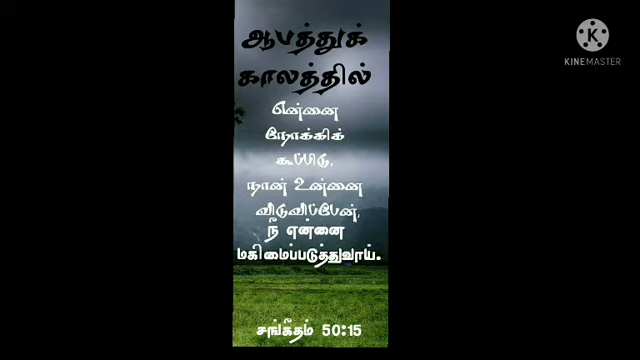 ஆபத்துக்
காலத்தில்
என்னை
நோக்கிக்
கூப்பிடு,
நான் உன்னை
விடுவிப்பேன்,
நீ என்னை
மகிமைப்படுத்துவாய்.
சங்கீதம் 50:15
K
KINEMASTER